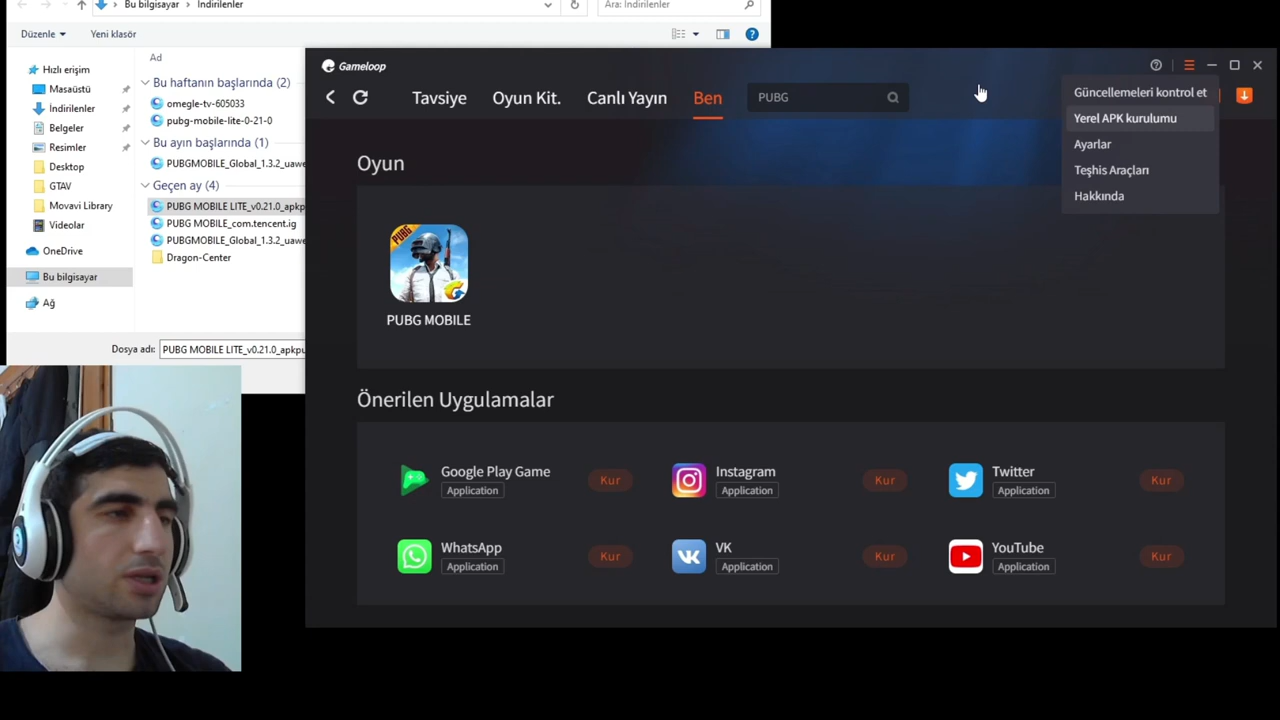 Bu bilgisayar
İndirilenler
Ara: İndirilenler
Düzenle
Yeni klasör
Hızlı erişim
Masaüstü
İndirilenler
Belgeler
Resimler
Desktop
GTAV
Movavi Library
Videolar
OneDrive
Bu bilgisayar
Ağ
Ad
Bu haftanın başlarında (2)
omegle-tv-605033
pubg-mobile-lite-0-21-0
Bu ayın başlarında (1)
PUBGMOBILE_Global_1.3.2_uawe
Geçen ay (4)
PUBG MOBILE LITE_v0.21.0_apkp
PUBG MOBILE_com.tencent.ig
PUBGMOBILE_Global_1.3.2_uawe
Dragon-Center
Dosya adı:
PUBG MOBILE LITE_v0.21.0_apkpu
Gameloop
Tavsiye
Oyun Kit.
Canlı Yayın
Ben
PUBG
Güncellemeleri kontrol et
Yerel APK kurulumu
Ayarlar
Teşhis Araçları
Hakkında
Oyun
PUBG
PUBG MOBILE
Önerilen Uygulamalar
Google Play Game
Application
Kur
Instagram
Application
Kur
Twitter
Application
Kur
WhatsApp
Application
Kur
VK
Application
Kur
YouTube
Application
Kur